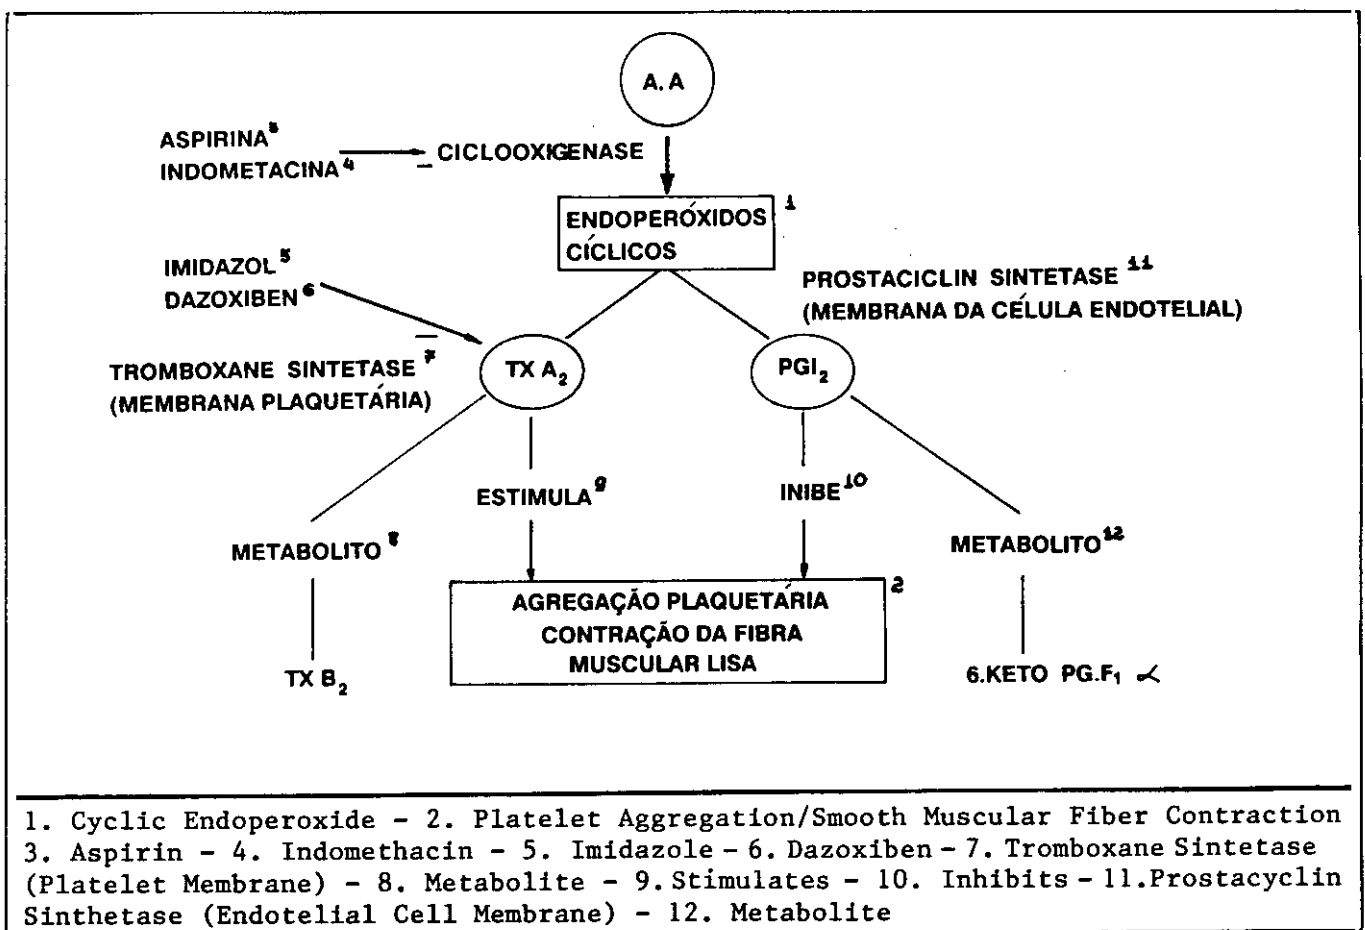 A.A
ASPIRINA³
INDOMETACINA⁴
– CICLOOXIGENASE
ENDOPERÓXIDOS ¹
CÍCLICOS
IMIDAZOL⁵
DAZOXIBEN⁶
PROSTACICLIN SINTETASE ¹¹
(MEMBRANA DA CÉLULA ENDOTELIAL)
–
TROMBOXANE SINTETASE ⁷
(MEMBRANA PLAQUETÁRIA)
TX A₂
PGI₂
ESTIMULA⁹
INIBE¹⁰
METABOLITO ⁸
METABOLITO¹²
AGREGAÇÃO PLAQUETÁRIA ²
CONTRAÇÃO DA FIBRA
MUSCULAR LISA
TX B₂
6.KETO PG.F₁ ∝
1. Cyclic Endoperoxide - 2. Platelet Aggregation/Smooth Muscular Fiber Contraction
3. Aspirin - 4. Indomethacin - 5. Imidazole - 6. Dazoxiben - 7. Tromboxane Sintetase
(Platelet Membrane) - 8. Metabolite - 9. Stimulates - 10. Inhibits - 11.Prostacyclin
Sinthetase (Endotelial Cell Membrane) - 12. Metabolite